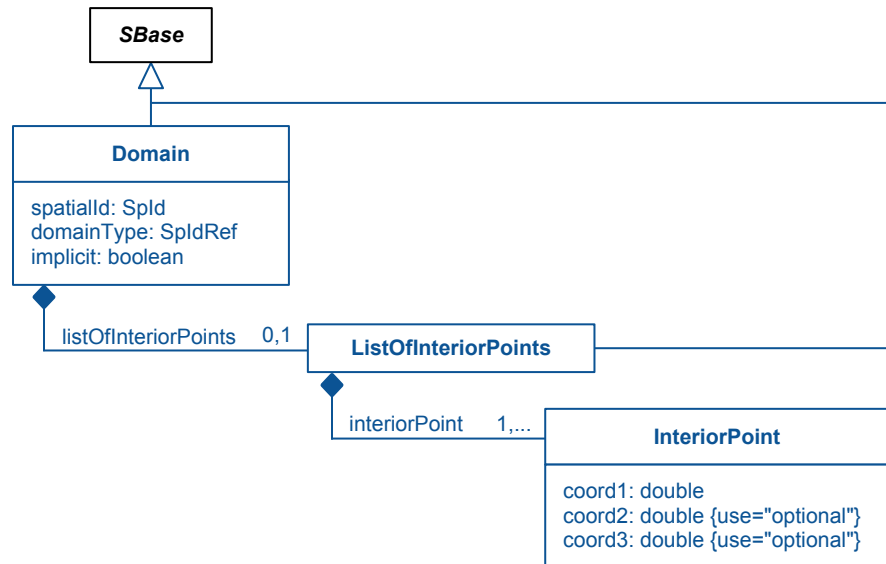 SBase
Domain
spatialId: SpId
domainType: SpIdRef
implicit: boolean
listOfInteriorPoints 0,1
ListOfInteriorPoints
interiorPoint 1,...
InteriorPoint
coord1: double
coord2: double {use="optional"}
coord3: double {use="optional"}